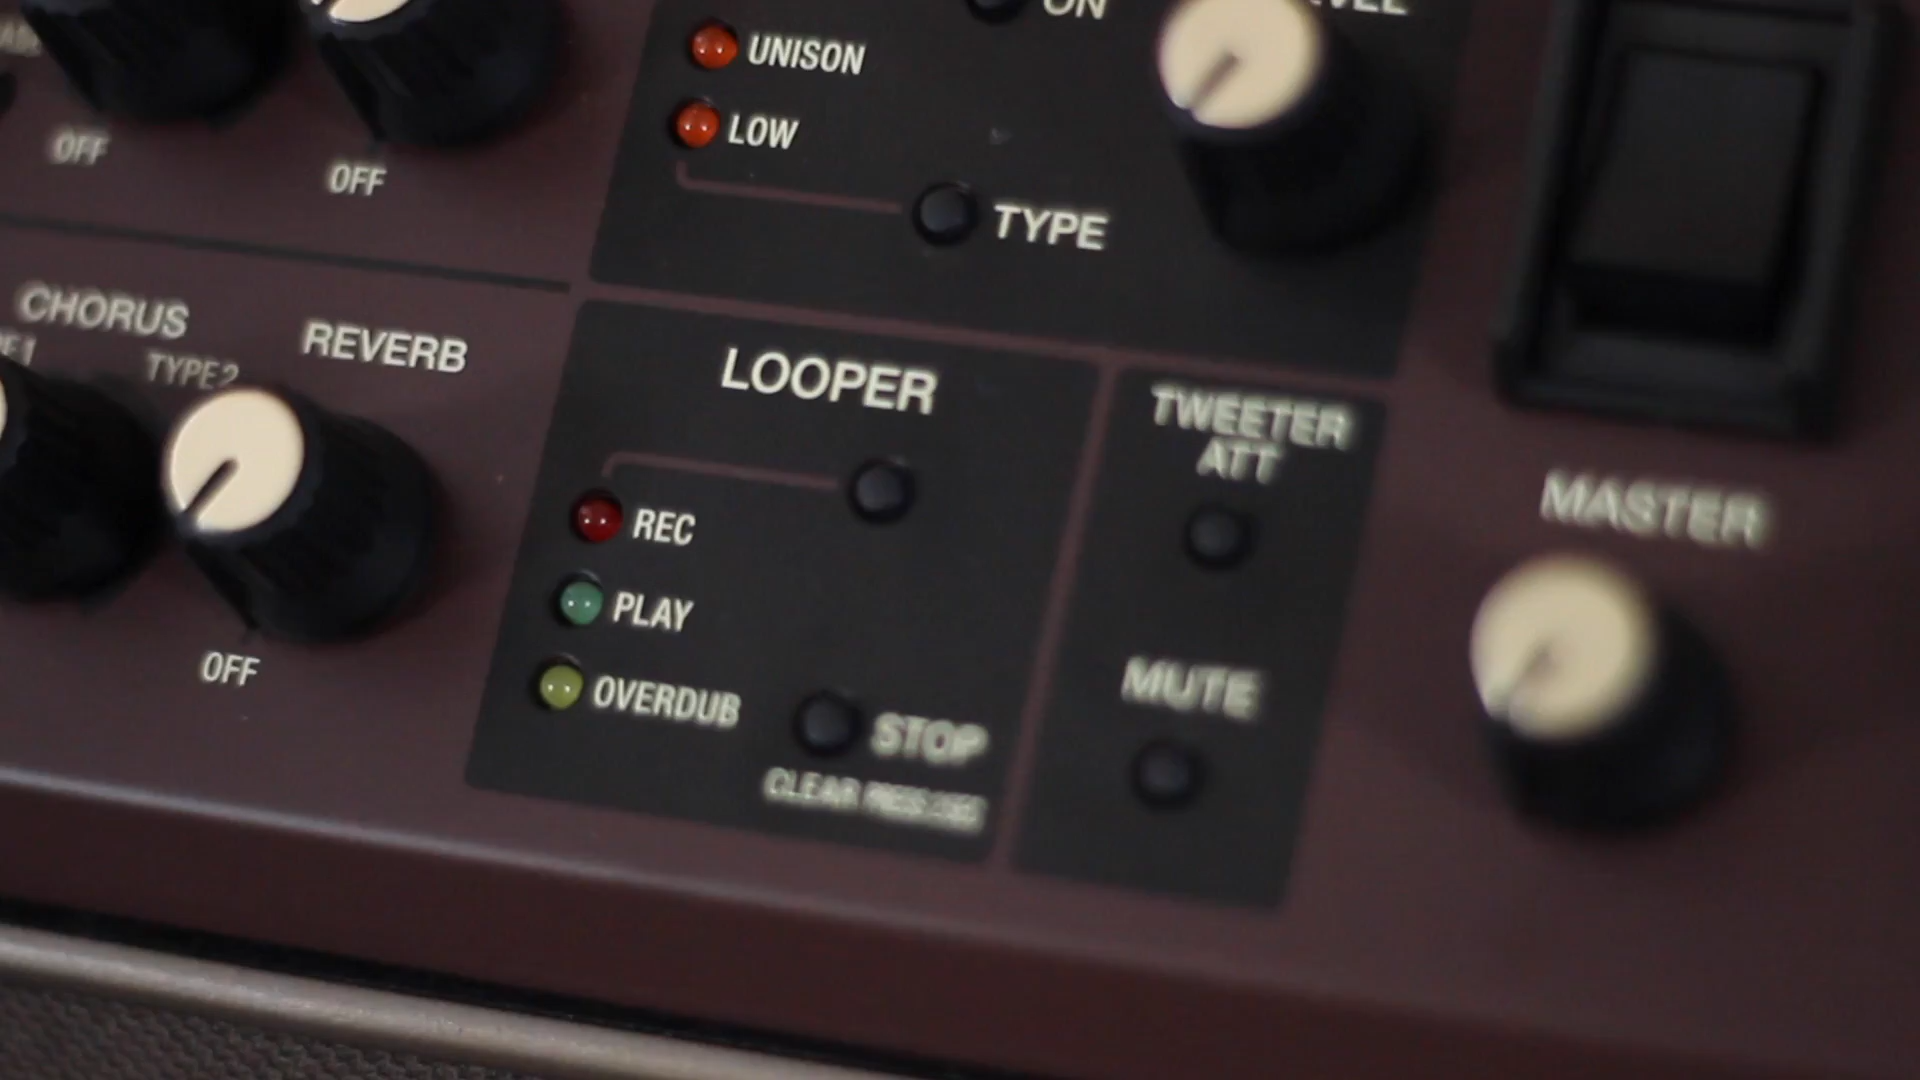 ON
UNISON
LOW
OFF
OFF
TYPE
CHORUS
TYPE2
REVERB
LOOPER
TWEETER
ATT
REC
MASTER
PLAY
OVERDUB
MUTE
OFF
STOP
CLEAR